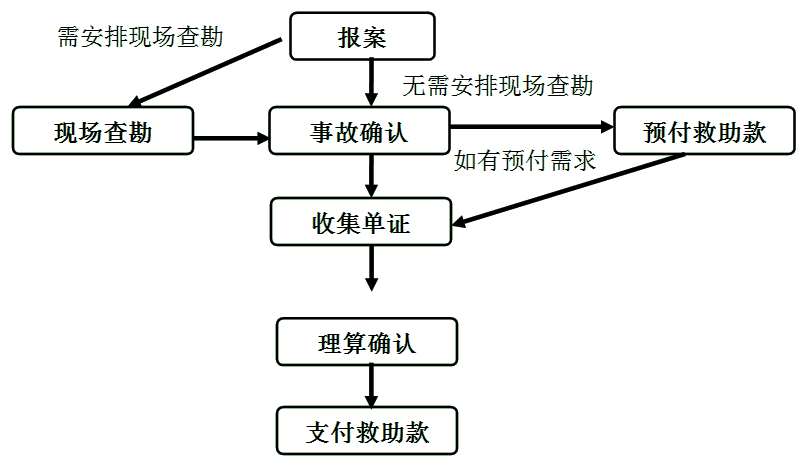 需安排现场查勘
报案
无需安排现场查勘
现场查勘
事故确认
预付救助款
如有预付需求
收集单证
理算确认
支付救助款